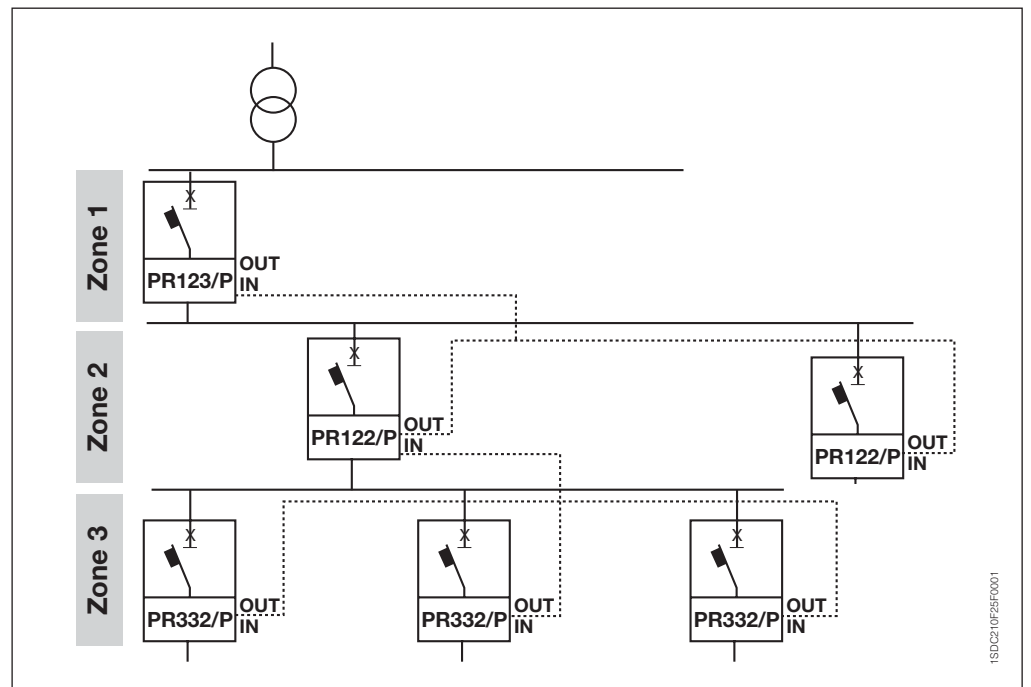 Zone 1
PR123/P
OUT
IN
Zone 2
PR122/P
OUT
IN
PR122/P
OUT
IN
Zone 3
PR332/P
OUT
IN
PR332/P
OUT
IN
PR332/P
OUT
IN
1SDC210F25F0001